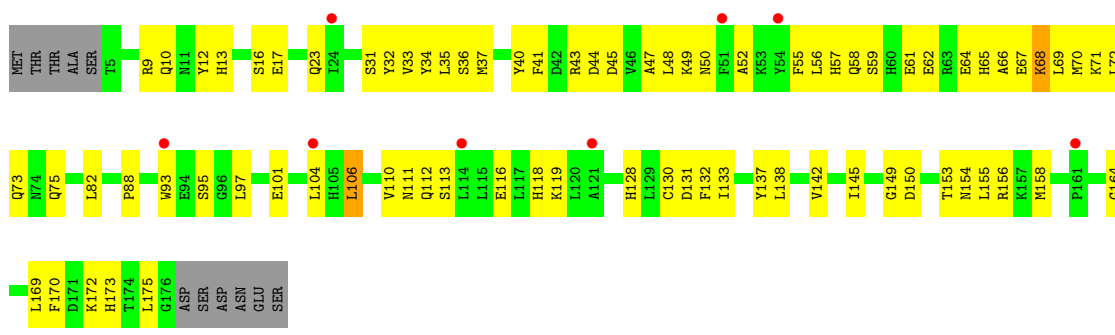 MET THR THR ALA SER T5 R9 Q10 N11 Y12 H13 S16 E17 Q23 I24 S31 Y32 V33 Y34 L35 S36 M37 Y40 F41 D42 R43 D44 D45 V46 A47 L48 K49 N50 F51 A52 K53 Y54 F55 L56 H57 Q58 S59 H60 E61 E62 R63 E64 H65 A66 E67 K68 L69 M70 K71 L72
Q73 N74 Q75 L82 P88 W93 E94 S95 G96 L97 E101 L104 H105 L106 V110 N111 Q112 S113 L114 L115 E116 L117 H118 K119 L120 A121 H128 L129 C130 D131 F132 I133 Y137 L138 V142 I145 G149 D150 T153 N154 L155 R156 K157 M158 P161 G164
L169 F170 D171 K172 H173 T174 L175 G176 ASP SER ASP ASN GLU SER